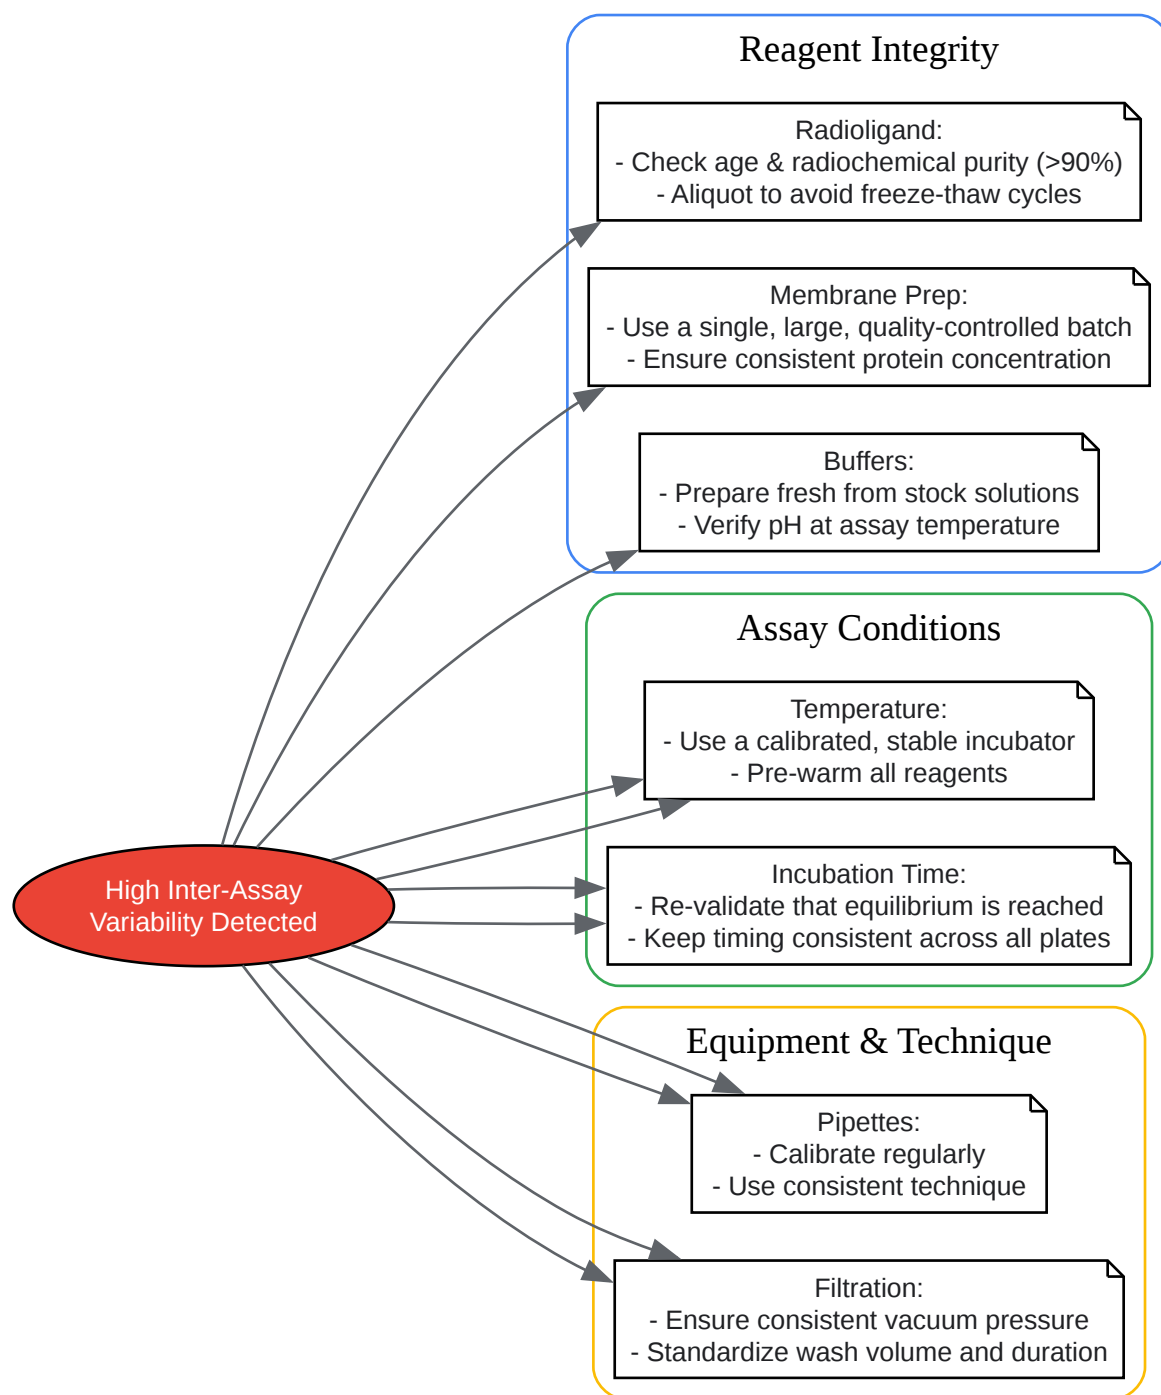 Reagent Integrity
Radioligand:
- Check age & radiochemical purity (>90%)
- Aliquot to avoid freeze-thaw cycles
Membrane Prep:
- Use a single, large, quality-controlled batch
- Ensure consistent protein concentration
Buffers:
- Prepare fresh from stock solutions
- Verify pH at assay temperature
Assay Conditions
Temperature:
- Use a calibrated, stable incubator
- Pre-warm all reagents
High Inter-Assay
Variability Detected
Incubation Time:
- Re-validate that equilibrium is reached
- Keep timing consistent across all plates
Equipment & Technique
Pipettes:
- Calibrate regularly
- Use consistent technique
Filtration:
- Ensure consistent vacuum pressure
- Standardize wash volume and duration